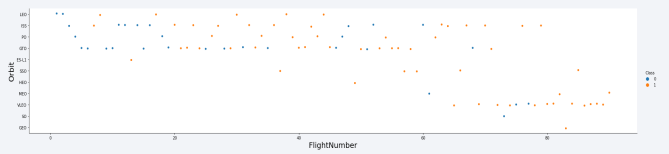 LEO
ISS
PO
GTO
ES-L1
SSO
HEO
MEO
VLEO
SO
GEO
Orbit
0
20
40
60
80
FlightNumber
Class
0
1